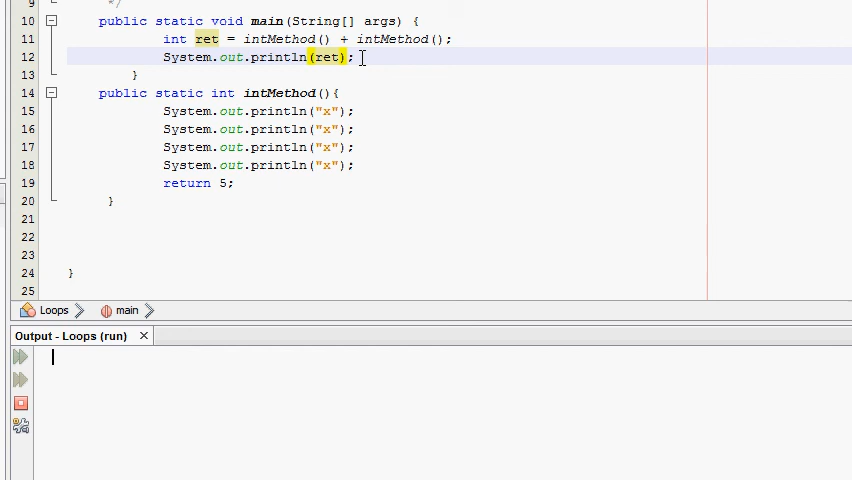 9 */
10 public static void main(String[] args) {
11 int ret = intMethod() + intMethod();
12 System.out.println(ret);
13 }
14 public static int intMethod(){
15 System.out.println("x");
16 System.out.println("x");
17 System.out.println("x");
18 System.out.println("x");
19 return 5;
20 }
21
22
23
24 }
25
Loops main
Output - Loops (run)